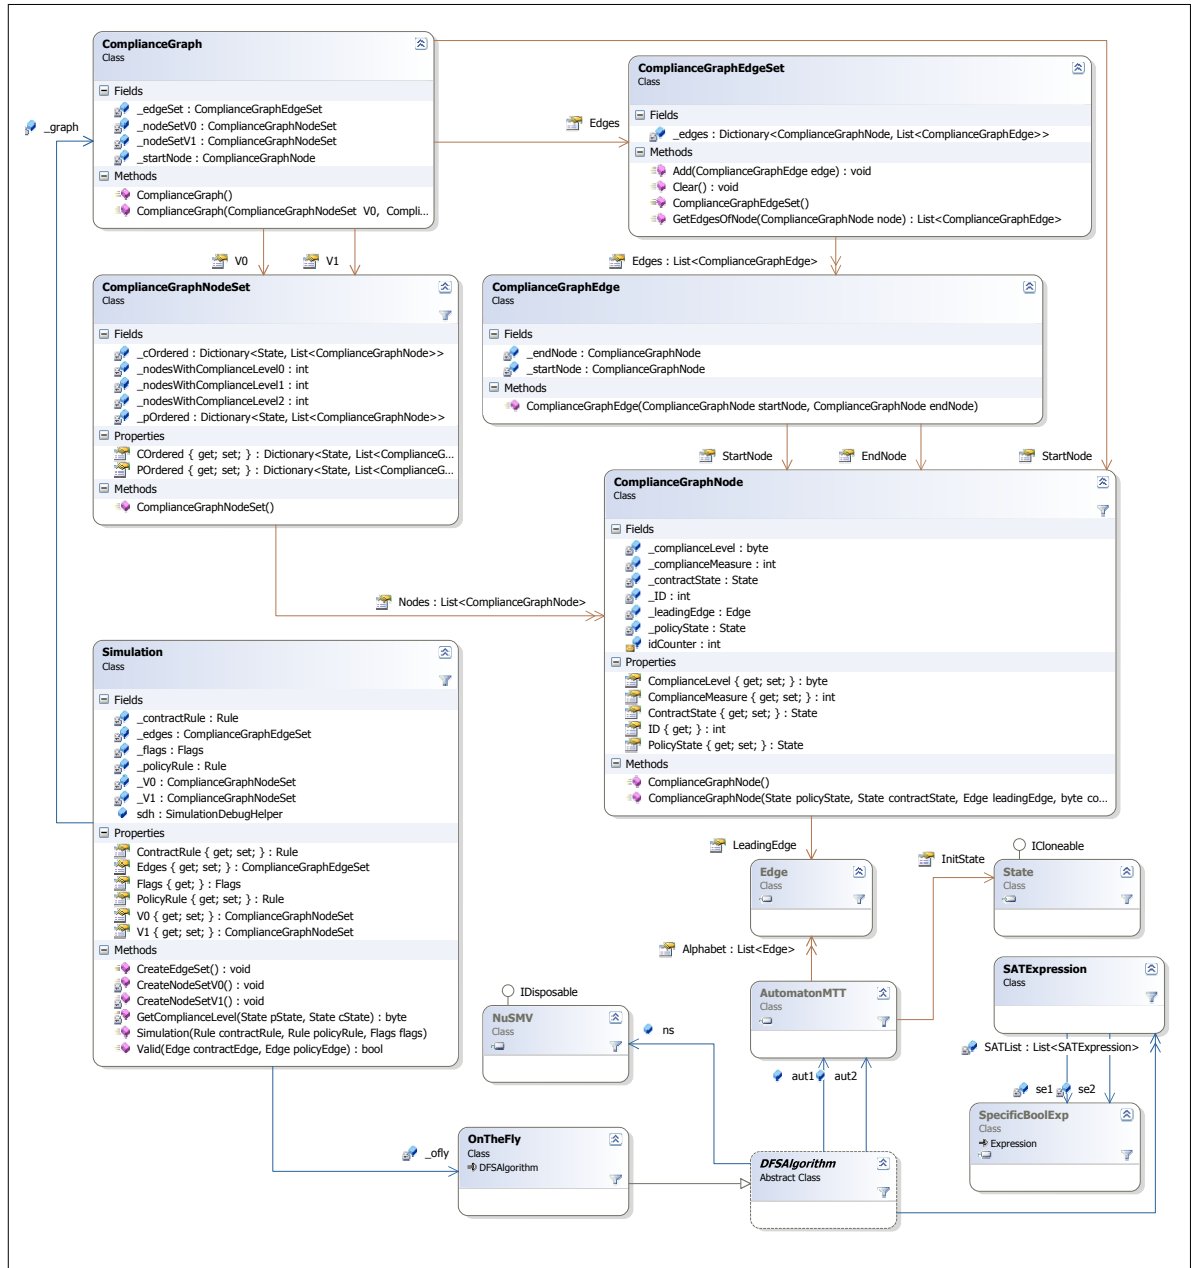 ComplianceGraph
Class
Fields
_edgeSet : ComplianceGraphEdgeSet
_nodeSetV0 : ComplianceGraphNodeSet
_nodeSetV1 : ComplianceGraphNodeSet
_startNode : ComplianceGraphNode
Methods
ComplianceGraph()
ComplianceGraph(ComplianceGraphNodeSet V0, Compli...
_graph
Edges
ComplianceGraphEdgeSet
Class
Fields
_edges : Dictionary<ComplianceGraphNode, List<ComplianceGraphEdge>>
Methods
Add(ComplianceGraphEdge edge) : void
Clear() : void
ComplianceGraphEdgeSet()
GetEdgesOfNode(ComplianceGraphNode node) : List<ComplianceGraphEdge>
V0
V1
Edges : List<ComplianceGraphEdge>
ComplianceGraphNodeSet
Class
Fields
_cOrdered : Dictionary<State, List<ComplianceGraphNode>>
_nodesWithComplianceLevel0 : int
_nodesWithComplianceLevel1 : int
_nodesWithComplianceLevel2 : int
_pOrdered : Dictionary<State, List<ComplianceGraphNode>>
Properties
COrdered { get; set; } : Dictionary<State, List<ComplianceG...
POrdered { get; set; } : Dictionary<State, List<ComplianceG...
Methods
ComplianceGraphNodeSet()
ComplianceGraphEdge
Class
Fields
_endNode : ComplianceGraphNode
_startNode : ComplianceGraphNode
Methods
ComplianceGraphEdge(ComplianceGraphNode startNode, ComplianceGraphNode endNode)
StartNode
EndNode
StartNode
ComplianceGraphNode
Class
Fields
_complianceLevel : byte
_complianceMeasure : int
_contractState : State
_ID : int
_leadingEdge : Edge
_policyState : State
idCounter : int
Properties
ComplianceLevel { get; set; } : byte
ComplianceMeasure { get; set; } : int
ContractState { get; set; } : State
ID { get; } : int
PolicyState { get; set; } : State
Methods
ComplianceGraphNode()
ComplianceGraphNode(State policyState, State contractState, Edge leadingEdge, byte co...
Nodes : List<ComplianceGraphNode>
Simulation
Class
Fields
_contractRule : Rule
_edges : ComplianceGraphEdgeSet
_flags : Flags
_policyRule : Rule
_V0 : ComplianceGraphNodeSet
_V1 : ComplianceGraphNodeSet
sdh : SimulationDebugHelper
Properties
ContractRule { get; set; } : Rule
Edges { get; set; } : ComplianceGraphEdgeSet
Flags { get; } : Flags
PolicyRule { get; set; } : Rule
V0 { get; set; } : ComplianceGraphNodeSet
V1 { get; set; } : ComplianceGraphNodeSet
Methods
CreateEdgeSet() : void
CreateNodeSetV0() : void
CreateNodeSetV1() : void
GetComplianceLevel(State pState, State cState) : byte
Simulation(Rule contractRule, Rule policyRule, Flags flags)
Valid(Edge contractEdge, Edge policyEdge) : bool
LeadingEdge
Edge
Class
InitState
ICloneable
State
Class
Alphabet : List<Edge>
AutomatonMTT
Class
SATExpression
Class
IDisposable
NuSMV
Class
ns
aut1
aut2
SATList : List<SATExpression>
se1
se2
SpecificBoolExp
Class
Expression
_ofly
OnTheFly
Class
DFSAlgorithm
DFSAlgorithm
Abstract Class